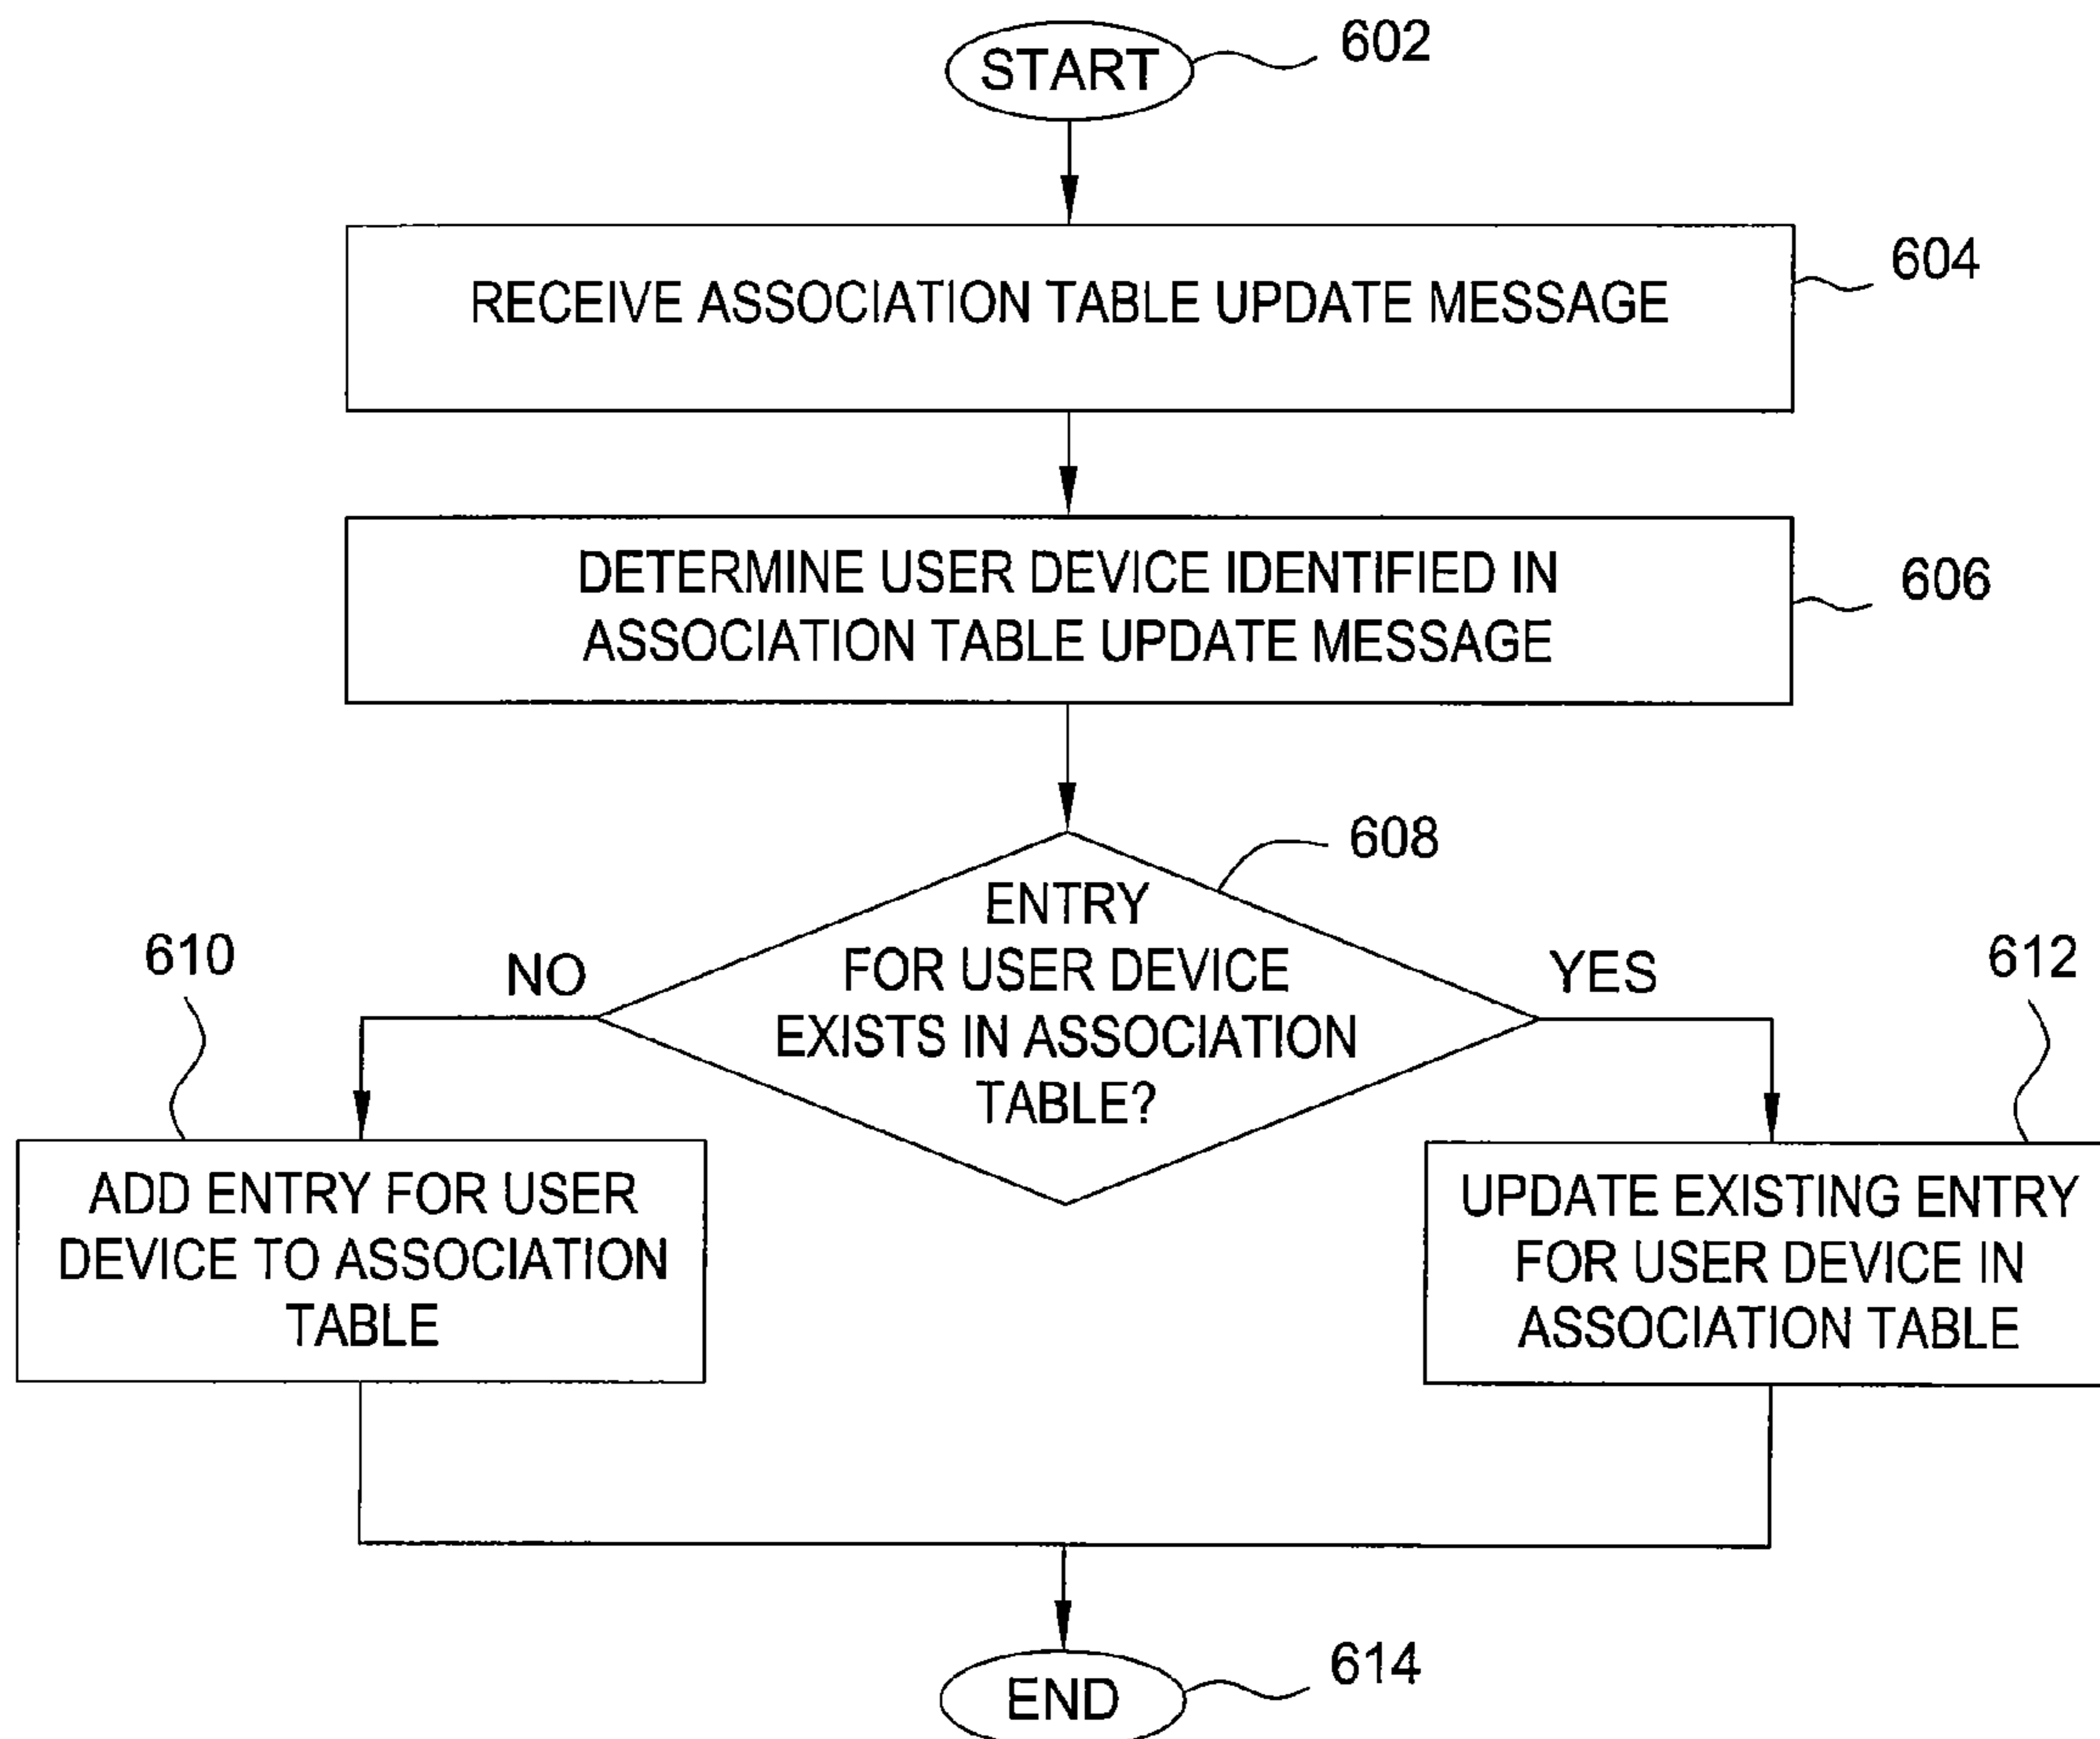 START
602
RECEIVE ASSOCIATION TABLE UPDATE MESSAGE
604
DETERMINE USER DEVICE IDENTIFIED IN
ASSOCIATION TABLE UPDATE MESSAGE
606
608
ENTRY
FOR USER DEVICE
EXISTS IN ASSOCIATION
TABLE?
NO
YES
610
ADD ENTRY FOR USER
DEVICE TO ASSOCIATION
TABLE
612
UPDATE EXISTING ENTRY
FOR USER DEVICE IN
ASSOCIATION TABLE
END
614